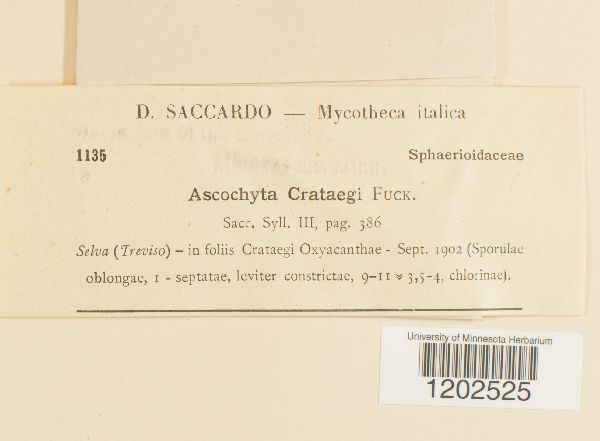 D. SACCARDO — Mycotheca italica
1135 Sphaerioidaceae
Ascochyta Crataegi FUCK.
Sacc. Syll. III, pag. 386
Selva (Treviso) – in foliis Crataegi Oxyacanthae - Sept. 1902 (Sporulae
oblongae, 1 - septatae, leviter constrictae, 9–11 × 3,5-4, chlorinae).
University of Minnesota Herbarium
1202525